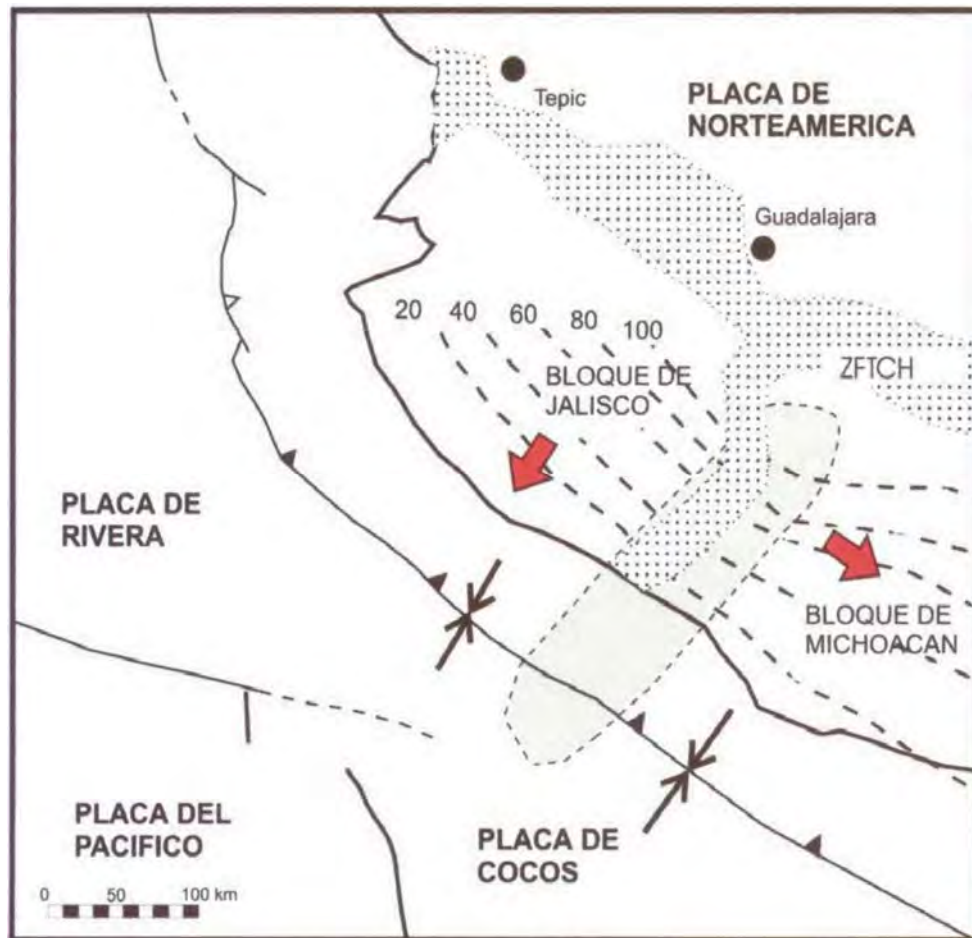 Tepic
PLACA DE
NORTEAMERICA
Guadalajara
20 40 60 80 100
ZFTCH
BLOQUE DE
JALISCO
PLACA DE
RIVERA
BLOQUE DE
MICHOACAN
PLACA DEL
PACIFICO
PLACA DE
COCOS
0 50 100 km